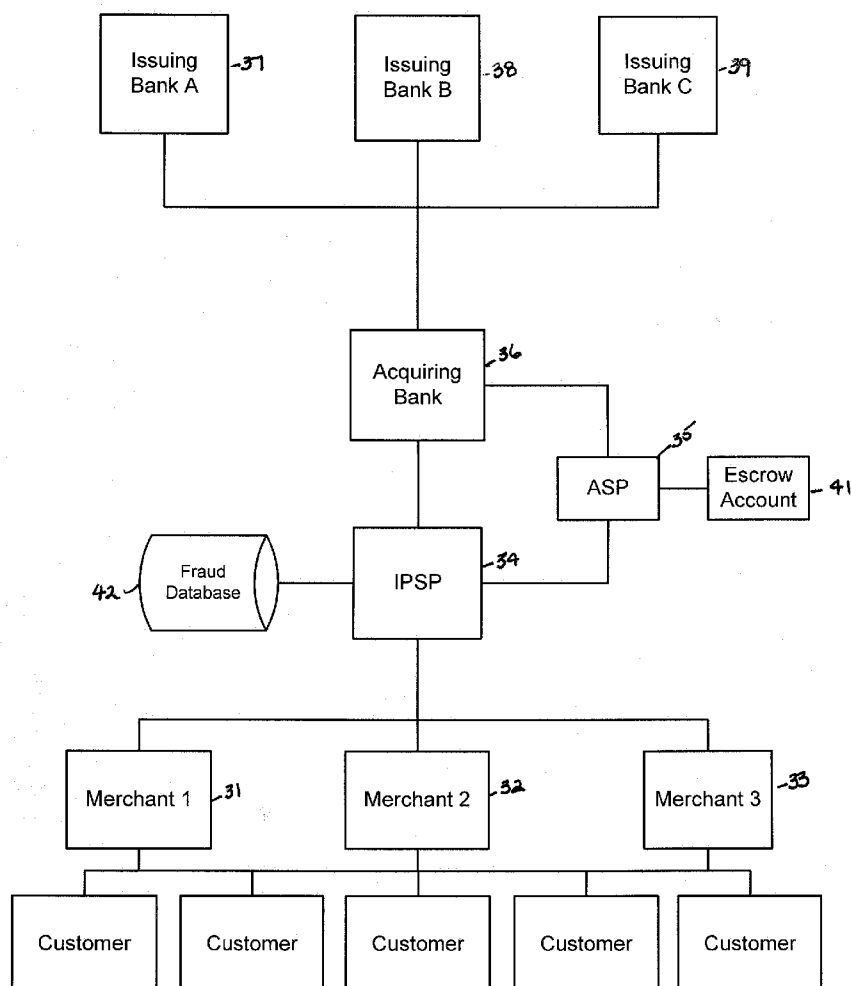 Issuing
Bank A
37
Issuing
Bank B
38
Issuing
Bank C
39
Acquiring
Bank
36
ASP
35
Escrow
Account
41
Fraud
Database
42
IPSP
34
Merchant 1
31
Merchant 2
32
Merchant 3
33
Customer
Customer
Customer
Customer
Customer